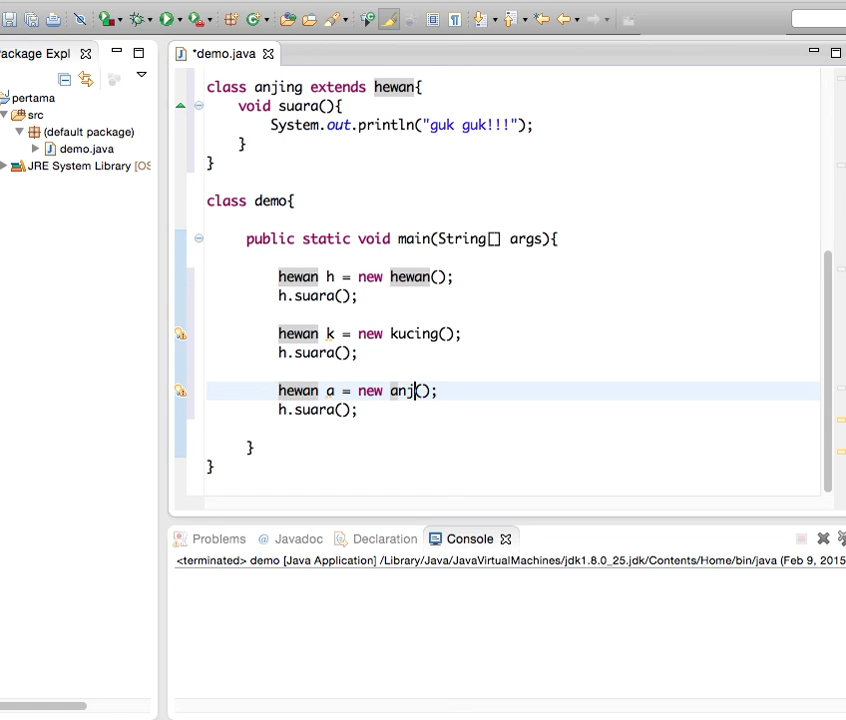 ackage Expl
*demo.java
pertama
src
(default package)
demo.java
JRE System Library [OS
class anjing extends hewan{
void suara(){
System.out.println("guk guk!!!");
}
}
class demo{
public static void main(String[] args){
hewan h = new hewan();
h.suara();
hewan k = new kucing();
h.suara();
hewan a = new anj();
h.suara();
}
}
Problems @ Javadoc Declaration Console
<terminated> demo [Java Application] /Library/Java/JavaVirtualMachines/jdk1.8.0_25.jdk/Contents/Home/bin/java (Feb 9, 2015